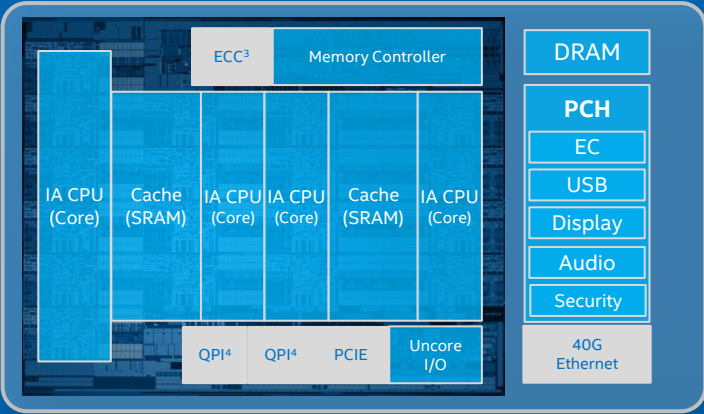 ECC³
Memory Controller
IA CPU
(Core)
Cache
(SRAM)
IA CPU
(Core)
IA CPU
(Core)
Cache
(SRAM)
IA CPU
(Core)
QPI⁴
QPI⁴
PCIE
Uncore
I/O
DRAM
PCH
EC
USB
Display
Audio
Security
40G
Ethernet